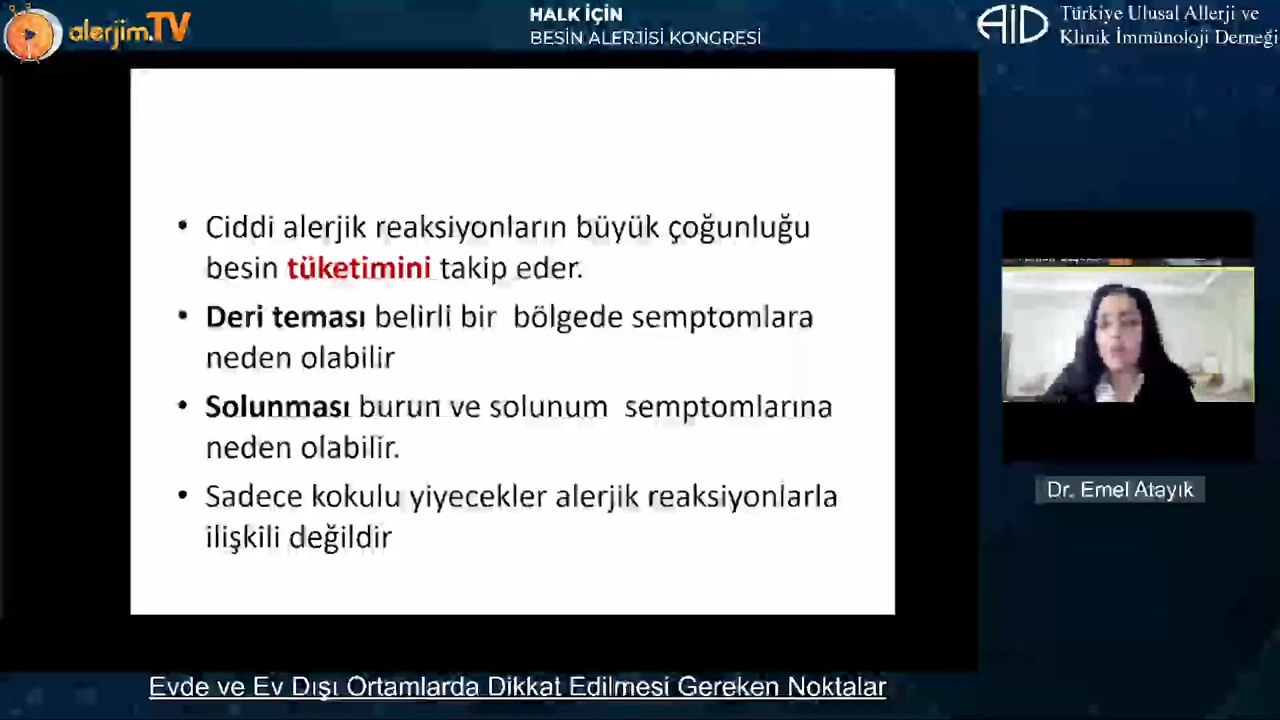 alerjim.TV
HALK İÇİN
BESİN ALERJİSİ KONGRESİ
AİD
Türkiye Ulusal Allerji ve
Klinik İmmünoloji Derneği
• Ciddi alerjik reaksiyonların büyük çoğunluğu
besin tüketimini takip eder.
• Deri teması belirli bir bölgede semptomlara
neden olabilir
• Solunması burun ve solunum semptomlarına
neden olabilir.
• Sadece kokulu yiyecekler alerjik reaksiyonlarla
ilişkili değildir
Dr. Emel Atayık
Evde ve Ev Dışı Ortamlarda Dikkat Edilmesi Gereken Noktalar